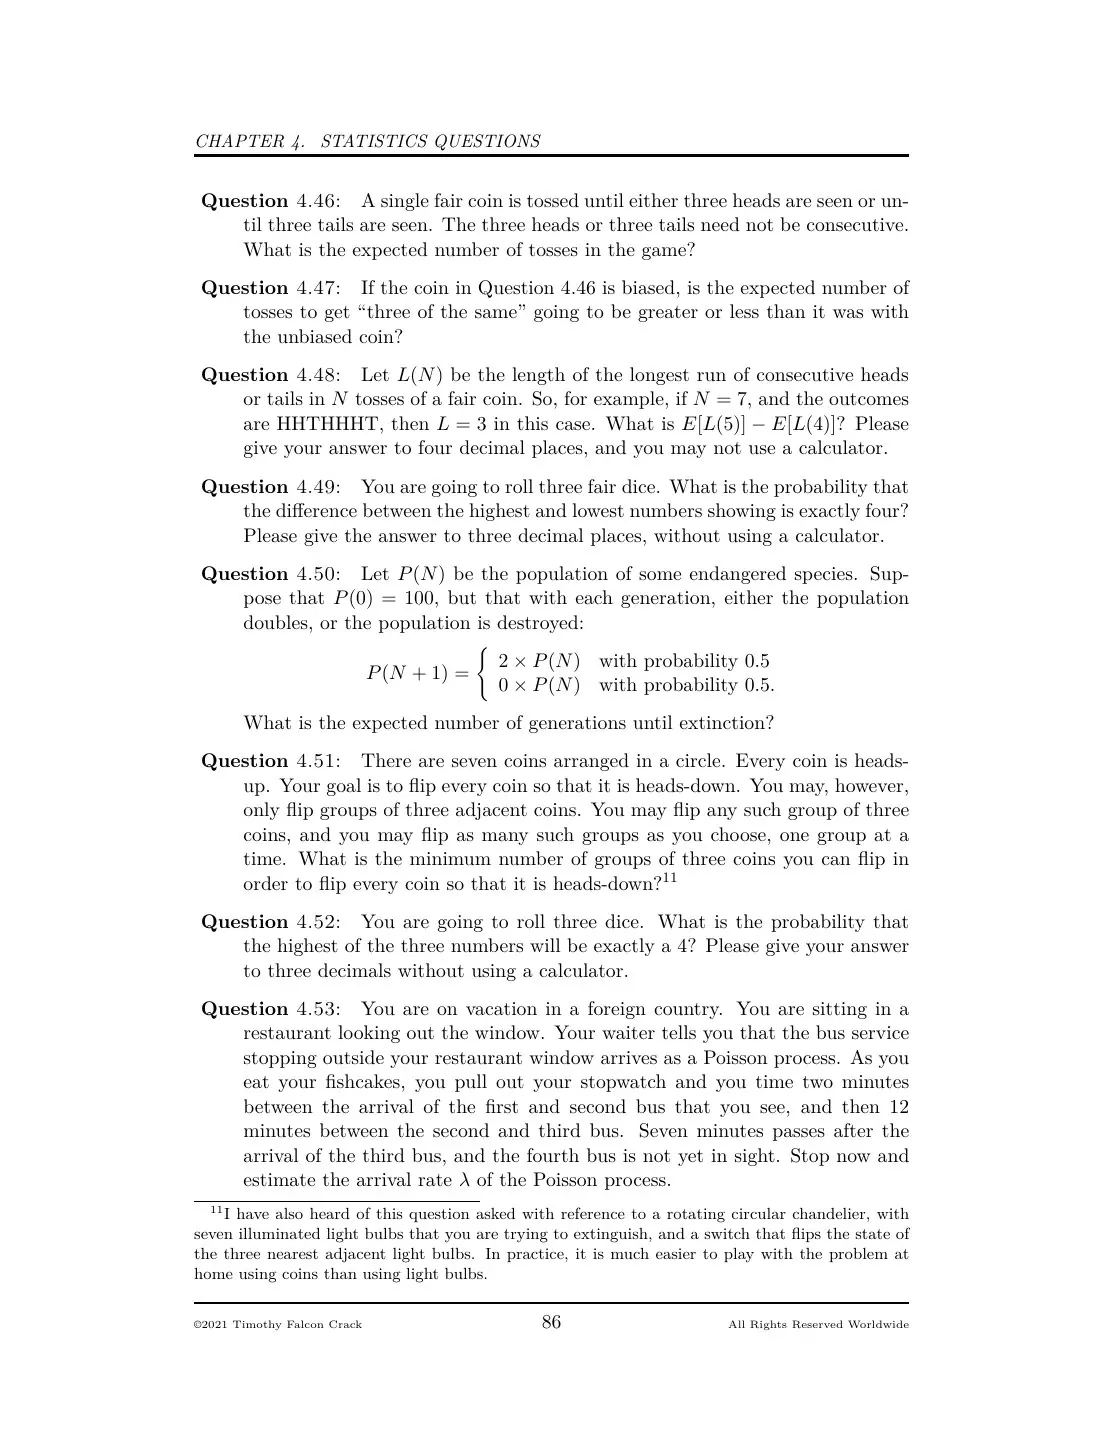 CHAPTER 4. STATISTICS QUESTIONS
Question 4.46: A single fair coin is tossed until either three heads are seen or un-
til three tails are seen. The three heads or three tails need not be consecutive.
What is the expected number of tosses in the game?
Question 4.47: If the coin in Question 4.46 is biased, is the expected number of
tosses to get “three of the same” going to be greater or less than it was with
the unbiased coin?
Question 4.48: Let L(N) be the length of the longest run of consecutive heads
or tails in N tosses of a fair coin. So, for example, if N = 7, and the outcomes
are HHTHHHT, then L = 3 in this case. What is E[L(5)] − E[L(4)]? Please
give your answer to four decimal places, and you may not use a calculator.
Question 4.49: You are going to roll three fair dice. What is the probability that
the difference between the highest and lowest numbers showing is exactly four?
Please give the answer to three decimal places, without using a calculator.
Question 4.50: Let P(N) be the population of some endangered species. Sup-
pose that P(0) = 100, but that with each generation, either the population
doubles, or the population is destroyed:
P(N + 1) = { 2 × P(N) with probability 0.5
0 × P(N) with probability 0.5.
What is the expected number of generations until extinction?
Question 4.51: There are seven coins arranged in a circle. Every coin is heads-
up. Your goal is to flip every coin so that it is heads-down. You may, however,
only flip groups of three adjacent coins. You may flip any such group of three
coins, and you may flip as many such groups as you choose, one group at a
time. What is the minimum number of groups of three coins you can flip in
order to flip every coin so that it is heads-down?11
Question 4.52: You are going to roll three dice. What is the probability that
the highest of the three numbers will be exactly a 4? Please give your answer
to three decimals without using a calculator.
Question 4.53: You are on vacation in a foreign country. You are sitting in a
restaurant looking out the window. Your waiter tells you that the bus service
stopping outside your restaurant window arrives as a Poisson process. As you
eat your fishcakes, you pull out your stopwatch and you time two minutes
between the arrival of the first and second bus that you see, and then 12
minutes between the second and third bus. Seven minutes passes after the
arrival of the third bus, and the fourth bus is not yet in sight. Stop now and
estimate the arrival rate λ of the Poisson process.
11I have also heard of this question asked with reference to a rotating circular chandelier, with
seven illuminated light bulbs that you are trying to extinguish, and a switch that flips the state of
the three nearest adjacent light bulbs. In practice, it is much easier to play with the problem at
home using coins than using light bulbs.
©2021 Timothy Falcon Crack 86 All Rights Reserved Worldwide